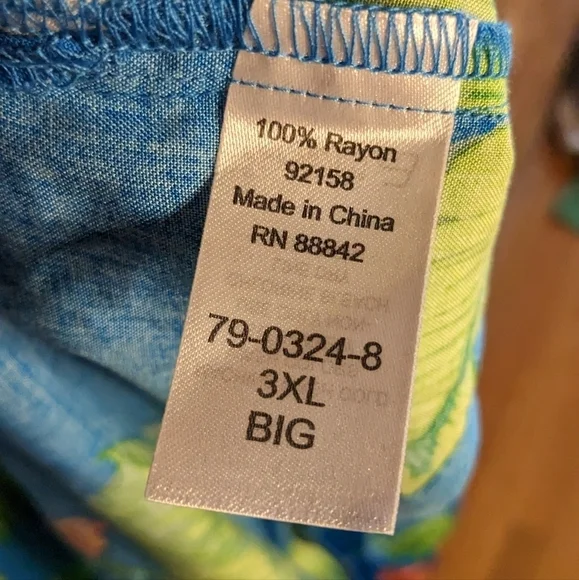 100% Rayon
92158
Made in China
RN 88842
79-0324-8
3XL
BIG